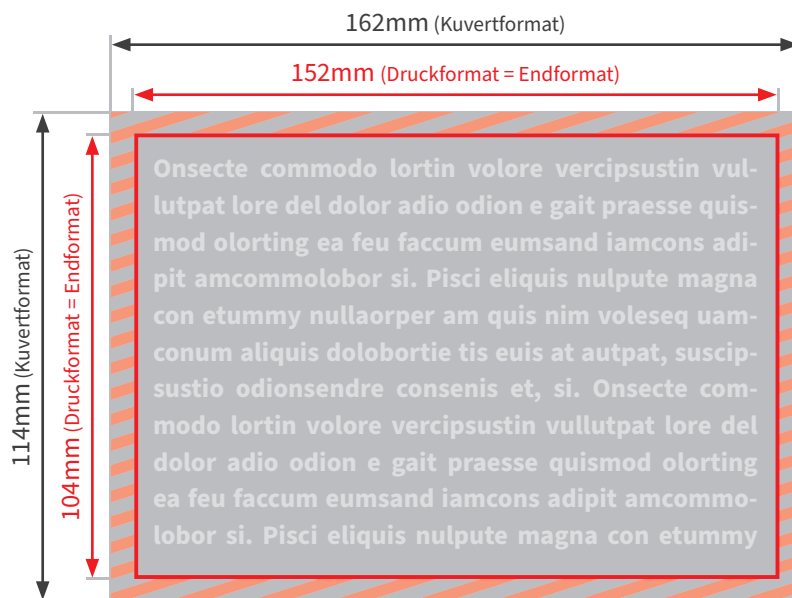 162mm (Kuvertformat)
152mm (Druckformat = Endformat)
114mm (Kuvertformat)
104mm (Druckformat = Endformat)
Onsecte commodo lortin volore vercipsustin vul-
lutpat lore del dolor adio odion e gait praesse quis-
mod olorting ea feu faccum eumsand iamcons adi-
pit amcommolobor si. Pisci eliquis nulpute magna
con etummy nullaorper am quis nim voleseq uam-
conum aliquis dolobortie tis euis at autpat, suscip-
sustio odionsendre consenis et, si. Onsecte com-
modo lortin volore vercipsustin vullutpat lore del
dolor adio odion e gait praesse quismod olorting
ea feu faccum eumsand iamcons adipit amcommo-
lobor si. Pisci eliquis nulpute magna con etummy